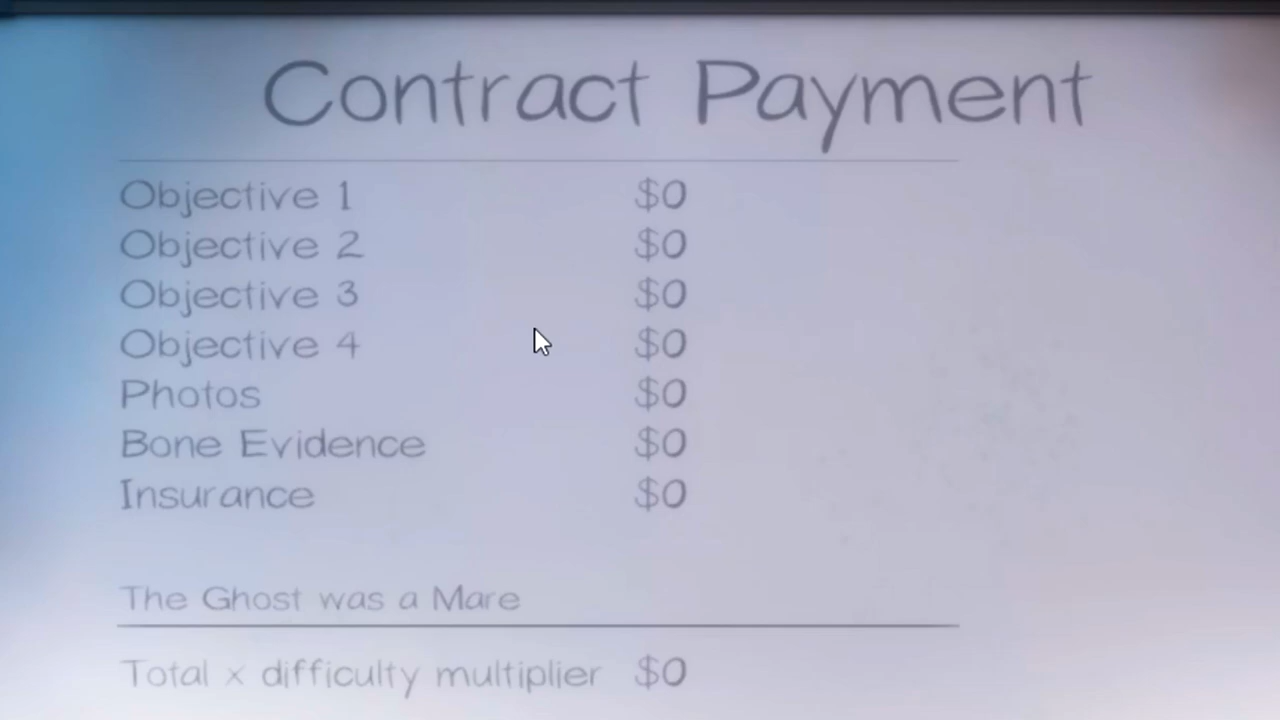 Contract Payment
Objective 1 $0
Objective 2 $0
Objective 3 $0
Objective 4 $0
Photos $0
Bone Evidence $0
Insurance $0
The Ghost was a Mare
Total x difficulty multiplier $0